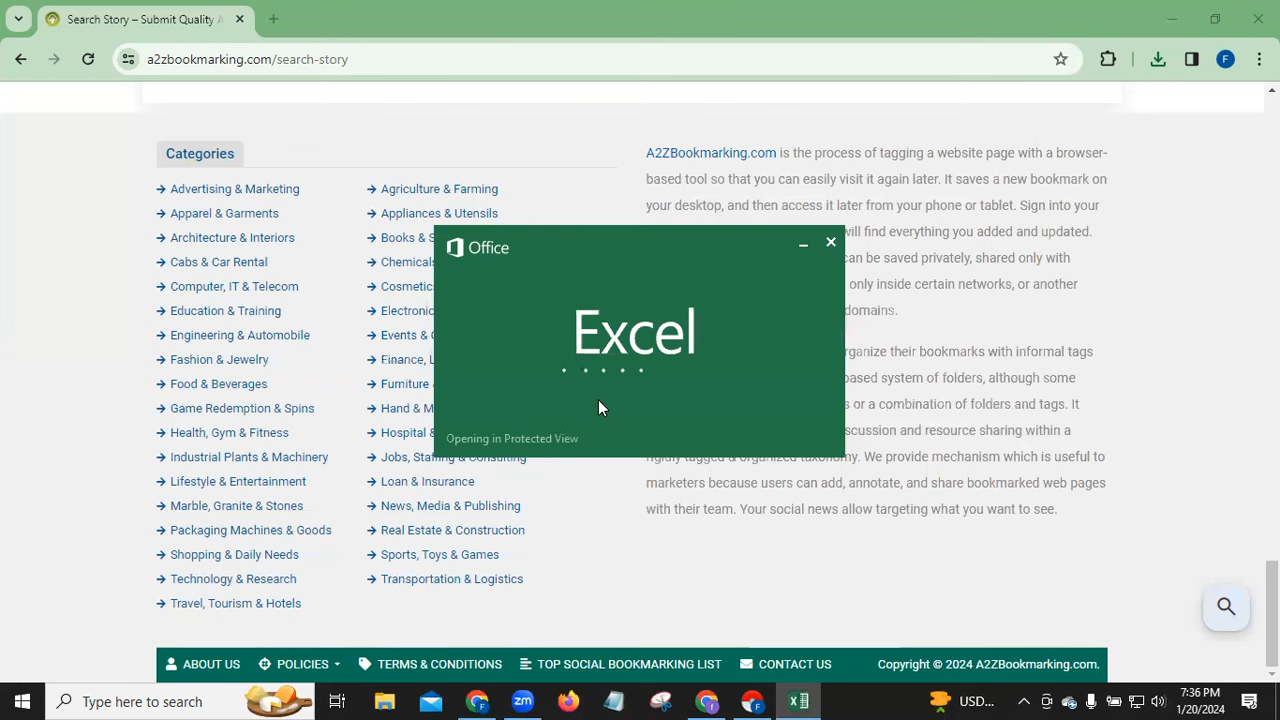 Search Story – Submit Quality
a2zbookmarking.com/search-story
F
Categories
Advertising & Marketing
Agriculture & Farming
Apparel & Garments
Appliances & Utensils
Architecture & Interiors
Books & S
Cabs & Car Rental
Chemicals
Computer, IT & Telecom
Cosmetics
Education & Training
Electronic
Engineering & Automobile
Events &
Fashion & Jewelry
Finance, L
Food & Beverages
Furniture
Game Redemption & Spins
Hand & M
Health, Gym & Fitness
Hospital
Industrial Plants & Machinery
Jobs, Staffing & Consulting
Lifestyle & Entertainment
Loan & Insurance
Marble, Granite & Stones
News, Media & Publishing
Packaging Machines & Goods
Real Estate & Construction
Shopping & Daily Needs
Sports, Toys & Games
Technology & Research
Transportation & Logistics
Travel, Tourism & Hotels
A2ZBookmarking.com is the process of tagging a website page with a browser-
based tool so that you can easily visit it again later. It saves a new bookmark on
your desktop, and then access it later from your phone or tablet. Sign into your
will find everything you added and updated.
can be saved privately, shared only with
only inside certain networks, or another
domains.
rganize their bookmarks with informal tags
based system of folders, although some
s or a combination of folders and tags. It
scussion and resource sharing within a
rigidly tagged & organized taxonomy. We provide mechanism which is useful to
marketers because users can add, annotate, and share bookmarked web pages
with their team. Your social news allow targeting what you want to see.
Office
Excel
Opening in Protected View
ABOUT US
POLICIES
TERMS & CONDITIONS
TOP SOCIAL BOOKMARKING LIST
CONTACT US
Copyright © 2024 A2ZBookmarking.com.
Type here to search
zm
USD...
7:36 PM
1/20/2024